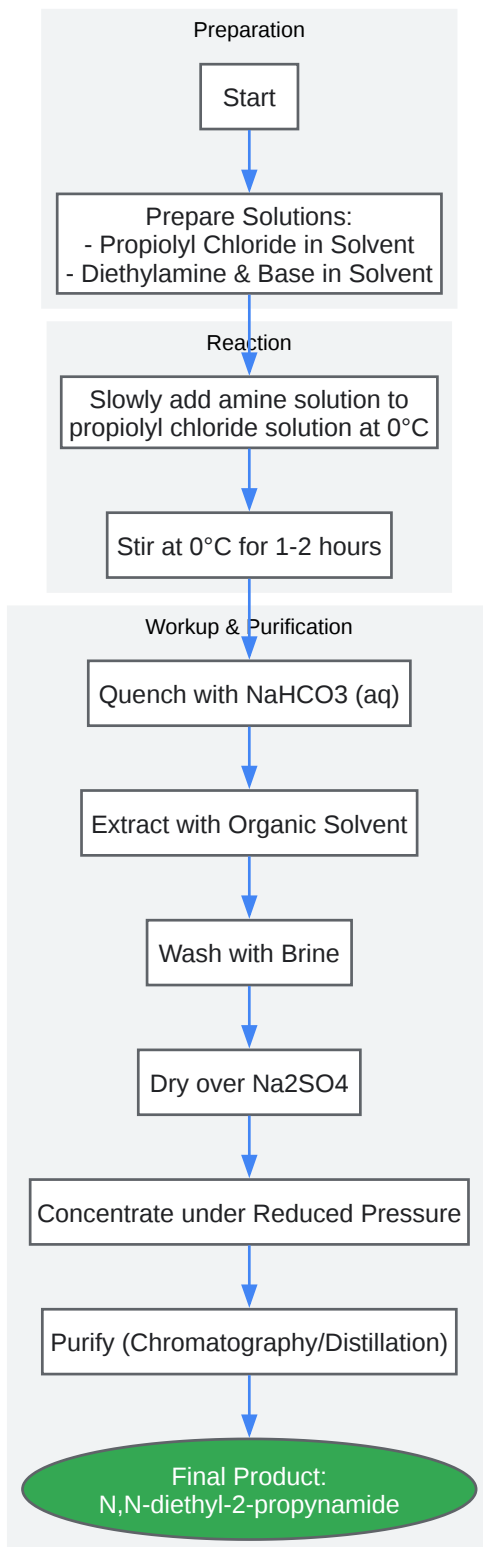 Preparation
Start
Prepare Solutions:
- Propiolyl Chloride in Solvent
- Diethylamine & Base in Solvent
Reaction
Slowly add amine solution to
propiolyl chloride solution at 0°C
Stir at 0°C for 1-2 hours
Workup & Purification
Quench with NaHCO3 (aq)
Extract with Organic Solvent
Wash with Brine
Dry over Na2SO4
Concentrate under Reduced Pressure
Purify (Chromatography/Distillation)
Final Product:
N,N-diethyl-2-propynamide